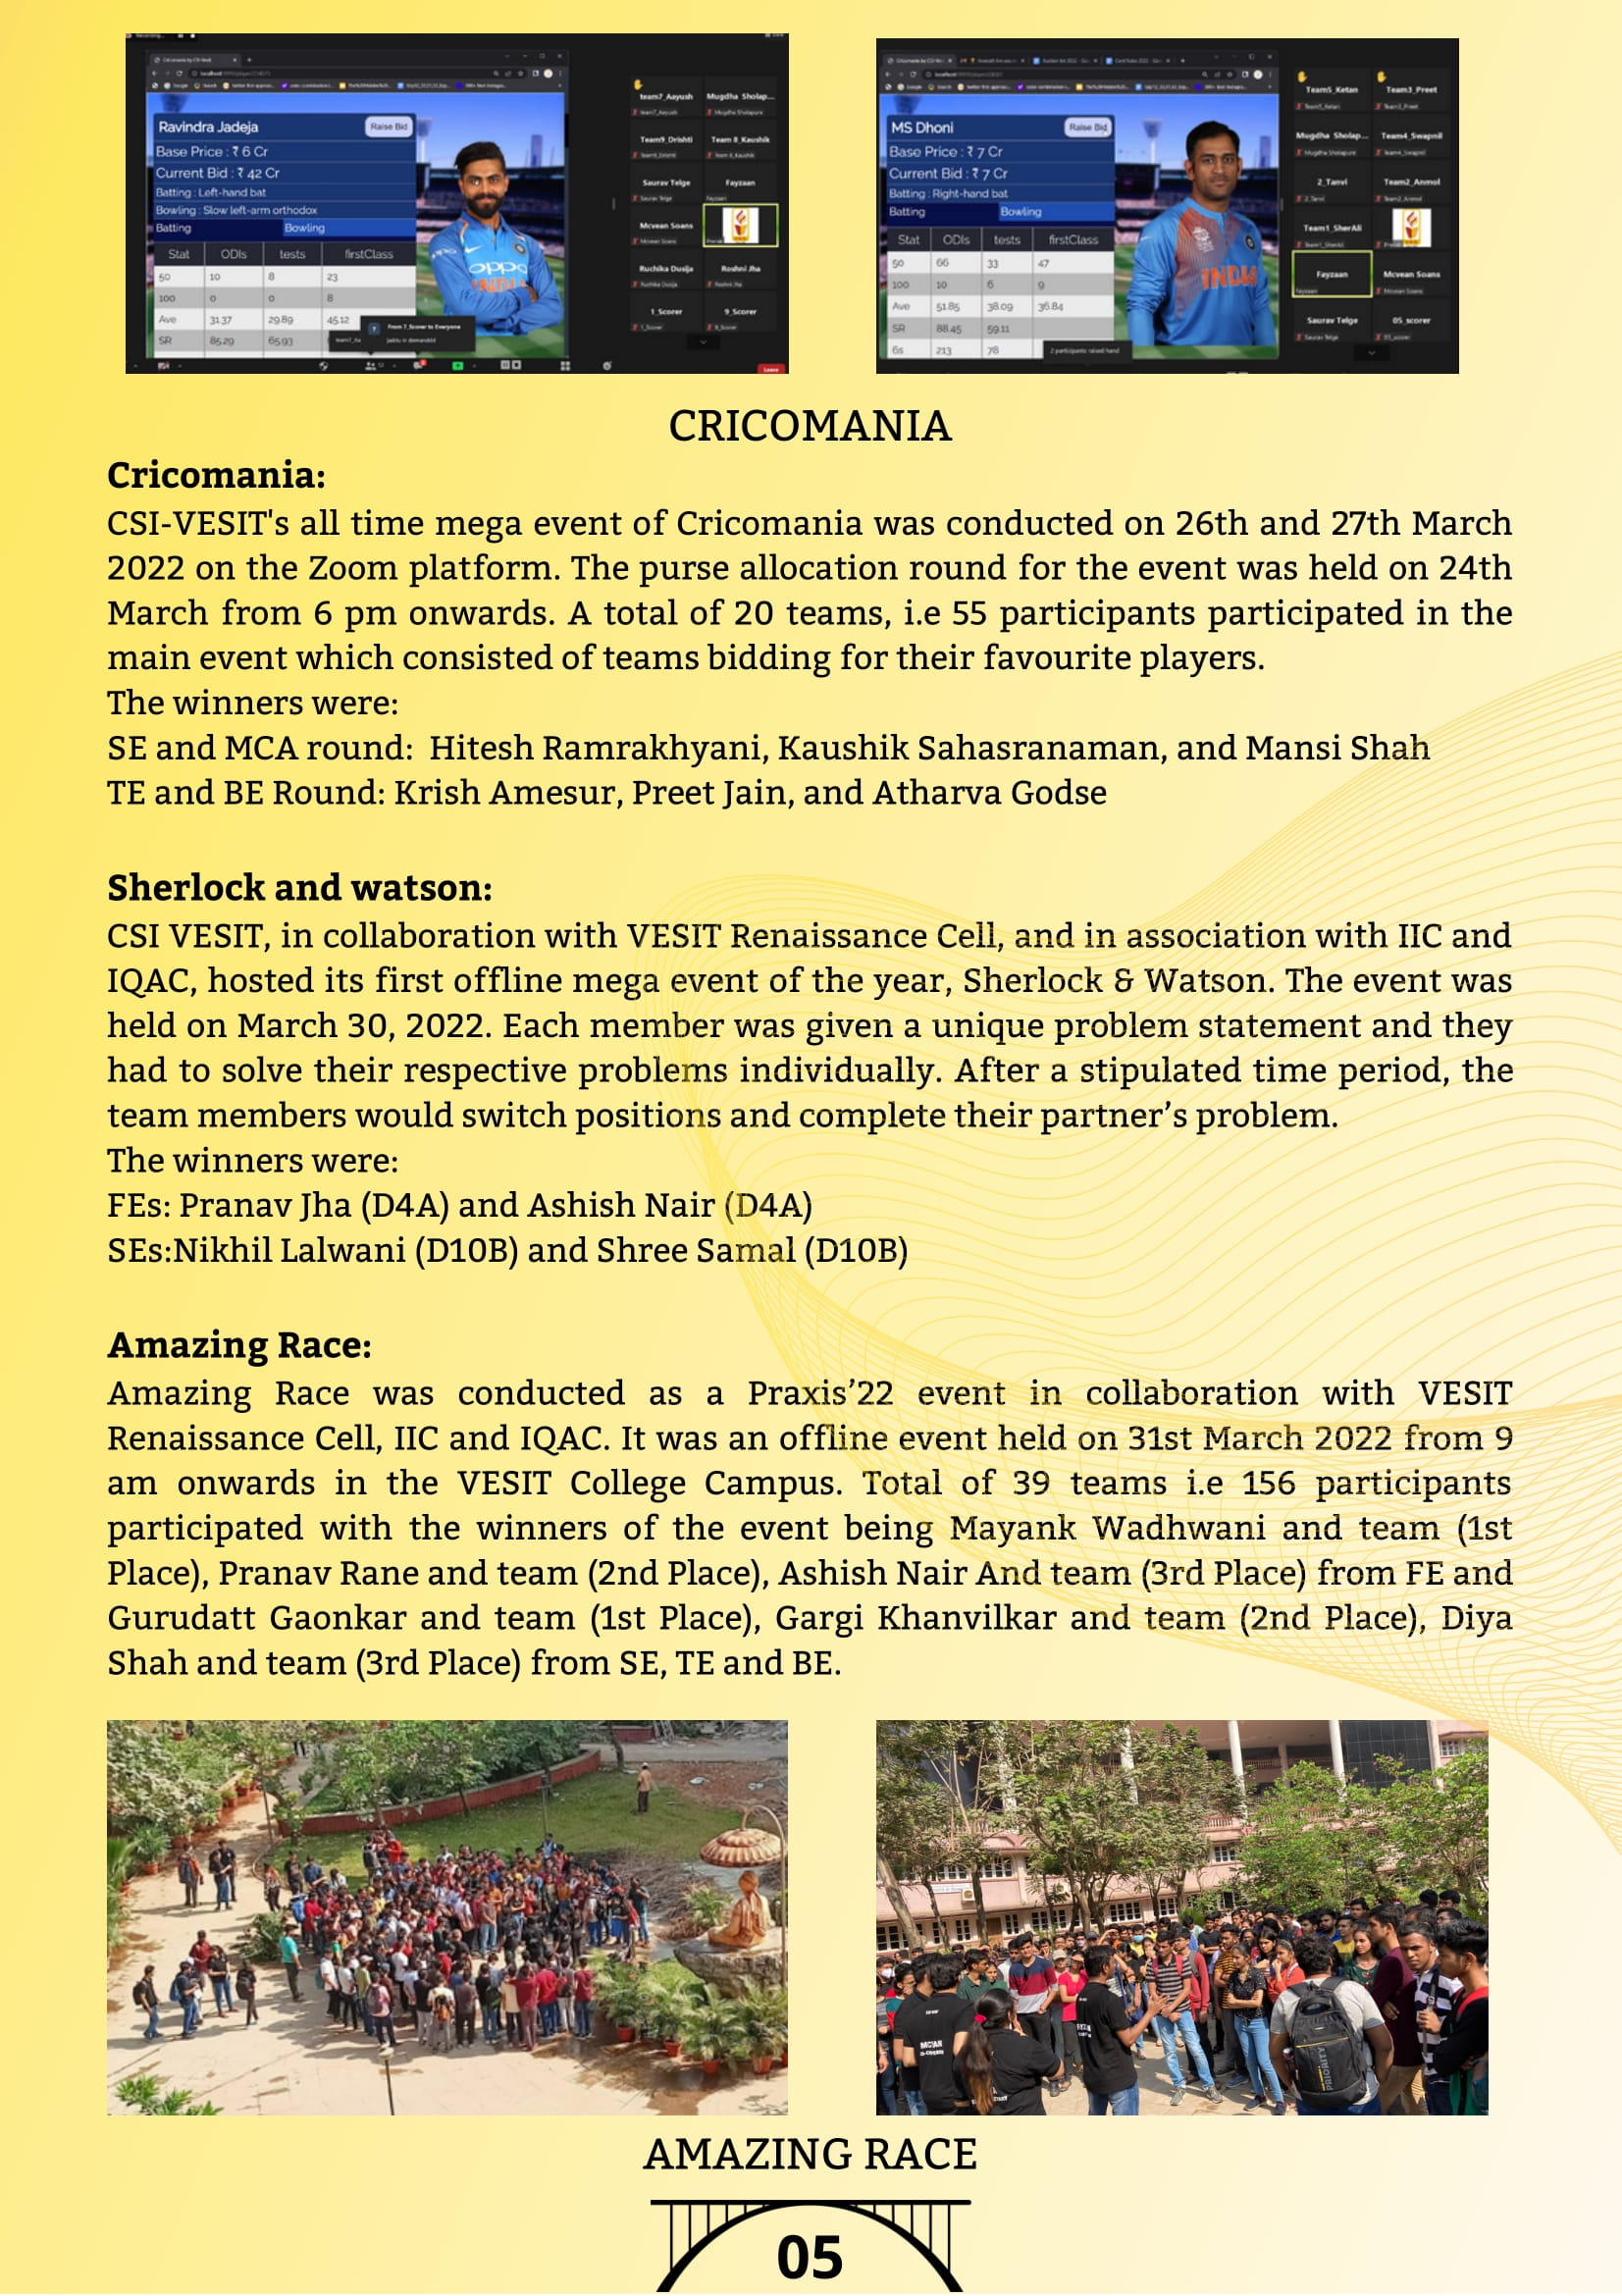 Ravindra Jadeja
Raise Bid
Base Price : ₹ 6 Cr
Current Bid : ₹ 42 Cr
Batting : Left-hand bat
Bowling : Slow left-arm orthodox
Batting Bowling
Stat ODIs tests firstClass
50 10 8 23
100 0 0 8
Ave 31.37 29.89 45.12
SR 85.29 65.93
From 7_Scorer to Everyone
team7_Aayush Mugdha Sholap...
Team9_Drishti Team 8_Kaushik
Saurav Telge Fayzaan
Mcvean Soans
Ruchika Dusija Roshni Jha
1_Scorer 9_Scorer
Leave
MS Dhoni
Raise Bid
Base Price : ₹ 7 Cr
Current Bid : ₹ 7 Cr
Batting : Right-hand bat
Batting Bowling
Stat ODIs tests firstClass
50 66 33 47
100 10 6 9
Ave 51.85 38.09 36.84
SR 88.45 59.11
6s 213 78
2 participants raised hand
Team5_Ketan Team3_Preet
Mugdha Sholap... Team4_Swapnil
2_Tanvi Team2_Anmol
Team1_SherAli
Fayzaan Mcvean Soans
Saurav Telge 05_scorer
CRICOMANIA
Cricomania:
CSI-VESIT's all time mega event of Cricomania was conducted on 26th and 27th March
2022 on the Zoom platform. The purse allocation round for the event was held on 24th
March from 6 pm onwards. A total of 20 teams, i.e 55 participants participated in the
main event which consisted of teams bidding for their favourite players.
The winners were:
SE and MCA round: Hitesh Ramrakhyani, Kaushik Sahasranaman, and Mansi Shah
TE and BE Round: Krish Amesur, Preet Jain, and Atharva Godse
Sherlock and watson:
CSI VESIT, in collaboration with VESIT Renaissance Cell, and in association with IIC and
IQAC, hosted its first offline mega event of the year, Sherlock & Watson. The event was
held on March 30, 2022. Each member was given a unique problem statement and they
had to solve their respective problems individually. After a stipulated time period, the
team members would switch positions and complete their partner’s problem.
The winners were:
FEs: Pranav Jha (D4A) and Ashish Nair (D4A)
SEs:Nikhil Lalwani (D10B) and Shree Samal (D10B)
Amazing Race:
Amazing Race was conducted as a Praxis’22 event in collaboration with VESIT
Renaissance Cell, IIC and IQAC. It was an offline event held on 31st March 2022 from 9
am onwards in the VESIT College Campus. Total of 39 teams i.e 156 participants
participated with the winners of the event being Mayank Wadhwani and team (1st
Place), Pranav Rane and team (2nd Place), Ashish Nair And team (3rd Place) from FE and
Gurudatt Gaonkar and team (1st Place), Gargi Khanvilkar and team (2nd Place), Diya
Shah and team (3rd Place) from SE, TE and BE.
AMAZING RACE
05